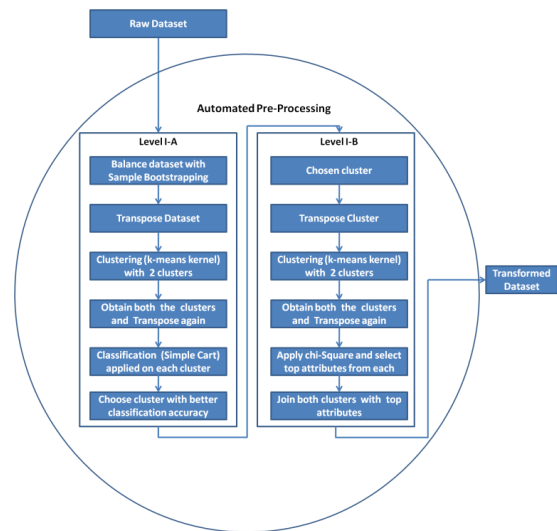 Raw Dataset
Automated Pre-Processing
Level I-A
Balance dataset with
Sample Bootstrapping
Transpose Dataset
Clustering (k-means kernel)
with 2 clusters
Obtain both the clusters
and Transpose again
Classification (Simple Cart)
applied on each cluster
Choose cluster with better
classification accuracy
Level I-B
Chosen cluster
Transpose Cluster
Clustering (k-means kernel)
with 2 clusters
Obtain both the clusters
and Transpose again
Apply chi-Square and select
top attributes from each
Join both clusters with top
attributes
Transformed
Dataset